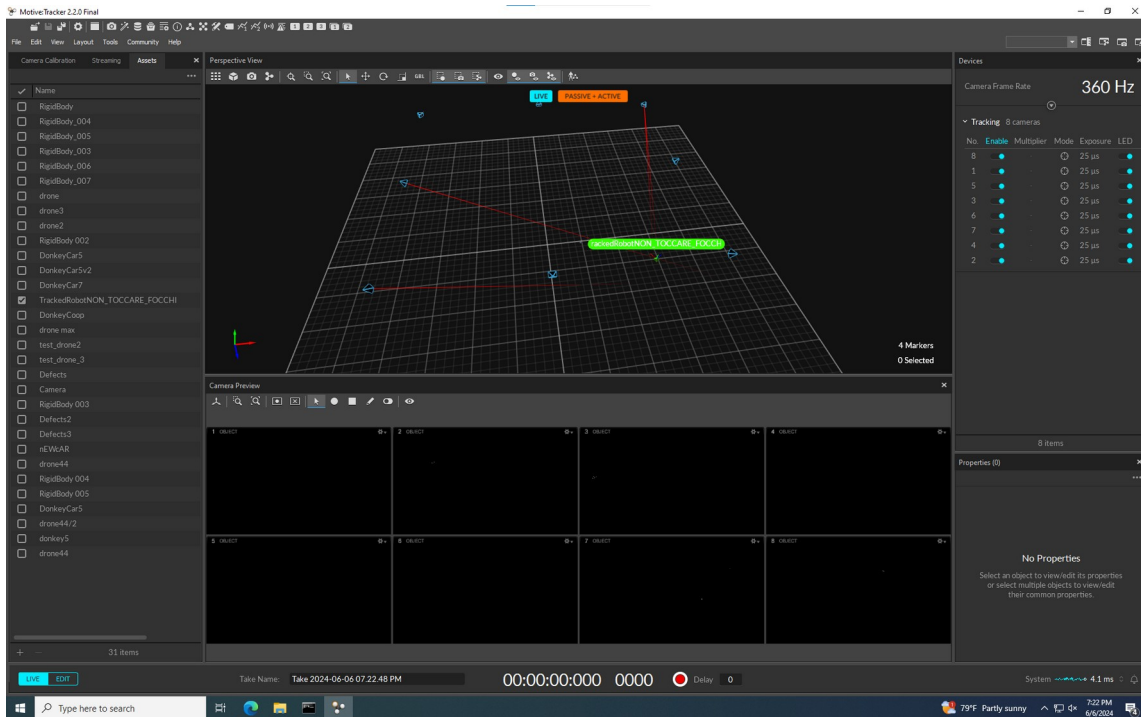 Motive:Tracker 2.2.0 Final
File Edit View Layout Tools Community Help
Camera Calibration Streaming Assets
Name
RigidBody
RigidBody_004
RigidBody_005
RigidBody_003
RigidBody_006
RigidBody_007
drone
drone3
drone2
Rigid Body 002
DonkeyCar5
DonkeyCar5v2
DonkeyCar7
TrackedRobotNON_TOCCARE_FOCCHI
DonkeyCoop
drone max
test_drone2
test_drone_3
Defects
Camera
RigidBody 003
Defects2
Defects3
nEWcAR
drone44
RigidBody 004
RigidBody 005
DonkeyCar5
drone44/2
donkey5
drone44
31 items
Perspective View
LIVE PASSIVE + ACTIVE
rackedRobotNON_TOCCARE_FOCCH
4 Markers
0 Selected
Camera Preview
1 OBJECT 2 OBJECT 3 OBJECT 4 OBJECT
5 OBJECT 6 OBJECT 7 OBJECT 8 OBJECT
Devices
Camera Frame Rate 360 Hz
Tracking 8 cameras
No. Enable Multiplier Mode Exposure LED
8 25 μs
1 25 μs
5 25 μs
3 25 μs
6 25 μs
7 25 μs
4 25 μs
2 25 μs
8 items
Properties (0)
No Properties
Select an object to view/edit its properties
or select multiple objects to view/edit
their common properties.
LIVE EDIT Take Name: Take 2024-06-06 07.22.48 PM 00:00:00:000 0000 Delay 0 System 4.1 ms
Type here to search 79°F Partly sunny 7:22 PM
6/6/2024